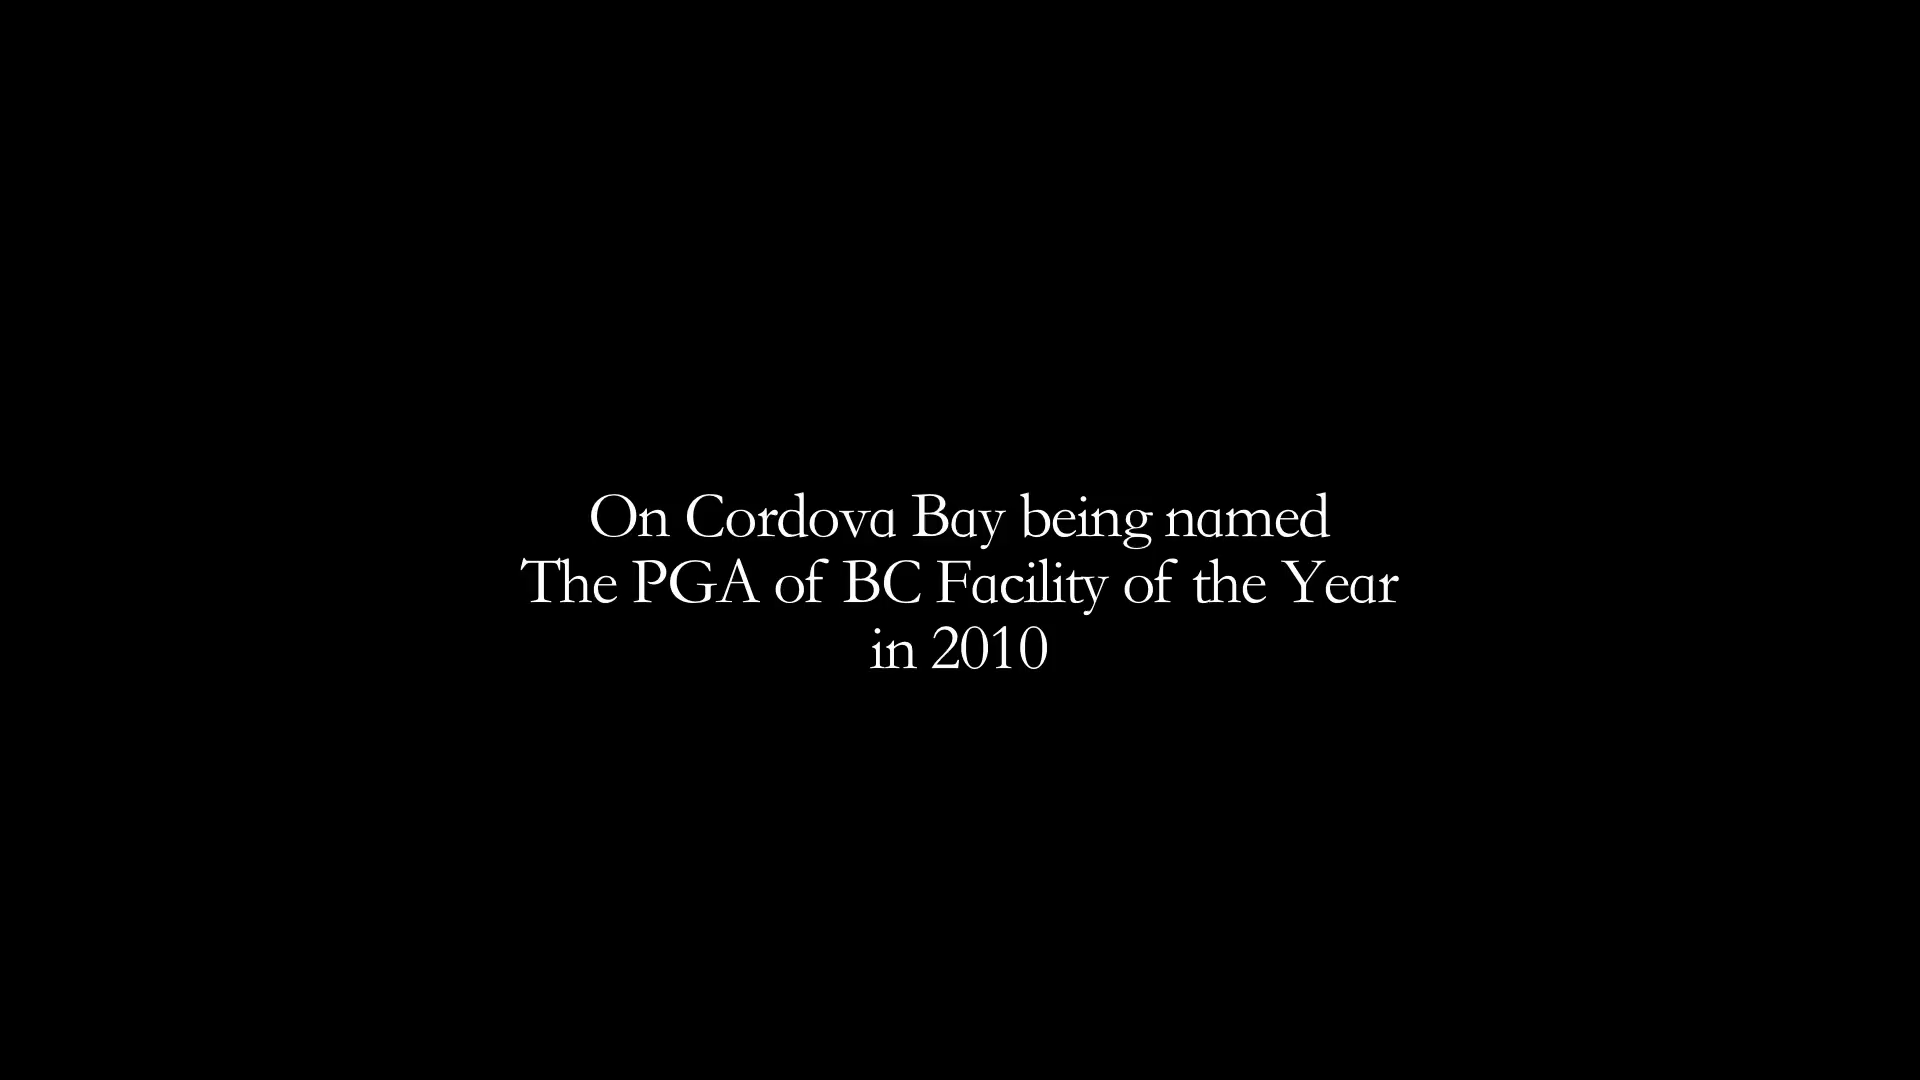 On Cordova Bay being named
The PGA of BC Facility of the Year
in 2010